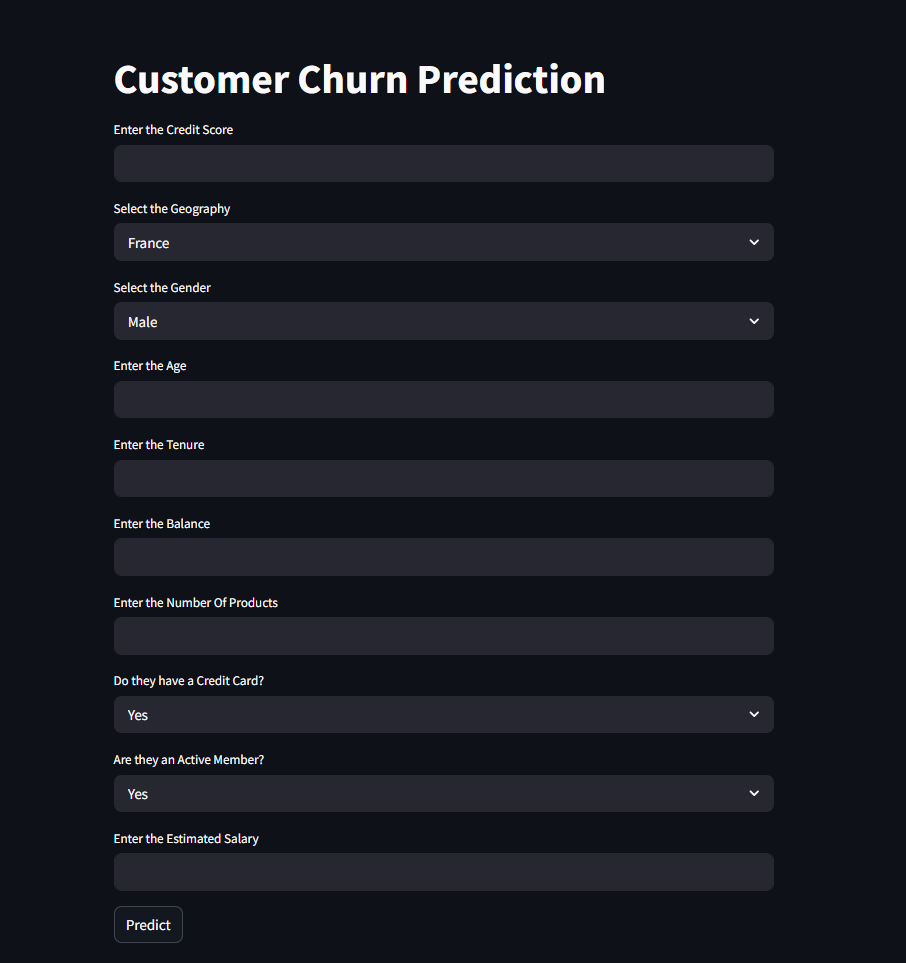 Customer Churn Prediction
Enter the Credit Score
Select the Geography
France
Select the Gender
Male
Enter the Age
Enter the Tenure
Enter the Balance
Enter the Number Of Products
Do they have a Credit Card?
Yes
Are they an Active Member?
Yes
Enter the Estimated Salary
Predict